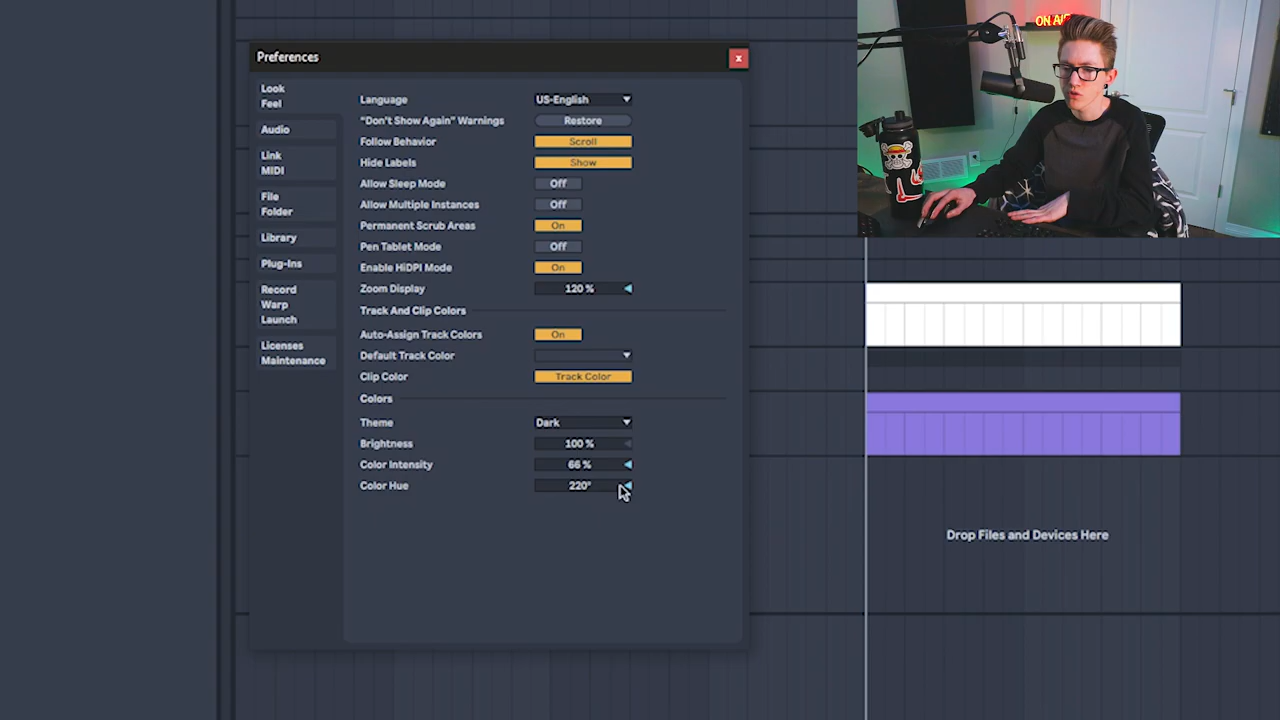 Preferences
x
ON AIR
Look
Feel
Audio
Link
MIDI
File
Folder
Library
Plug-Ins
Record
Warp
Launch
Licenses
Maintenance
Language US-English
"Don't Show Again" Warnings Restore
Follow Behavior Scroll
Hide Labels Show
Allow Sleep Mode Off
Allow Multiple Instances Off
Permanent Scrub Areas On
Pen Tablet Mode Off
Enable HiDPI Mode On
Zoom Display 120 %
Track And Clip Colors
Auto-Assign Track Colors On
Default Track Color
Clip Color Track Color
Colors
Theme Dark
Brightness 100 %
Color Intensity 66 %
Color Hue 220°
Drop Files and Devices Here